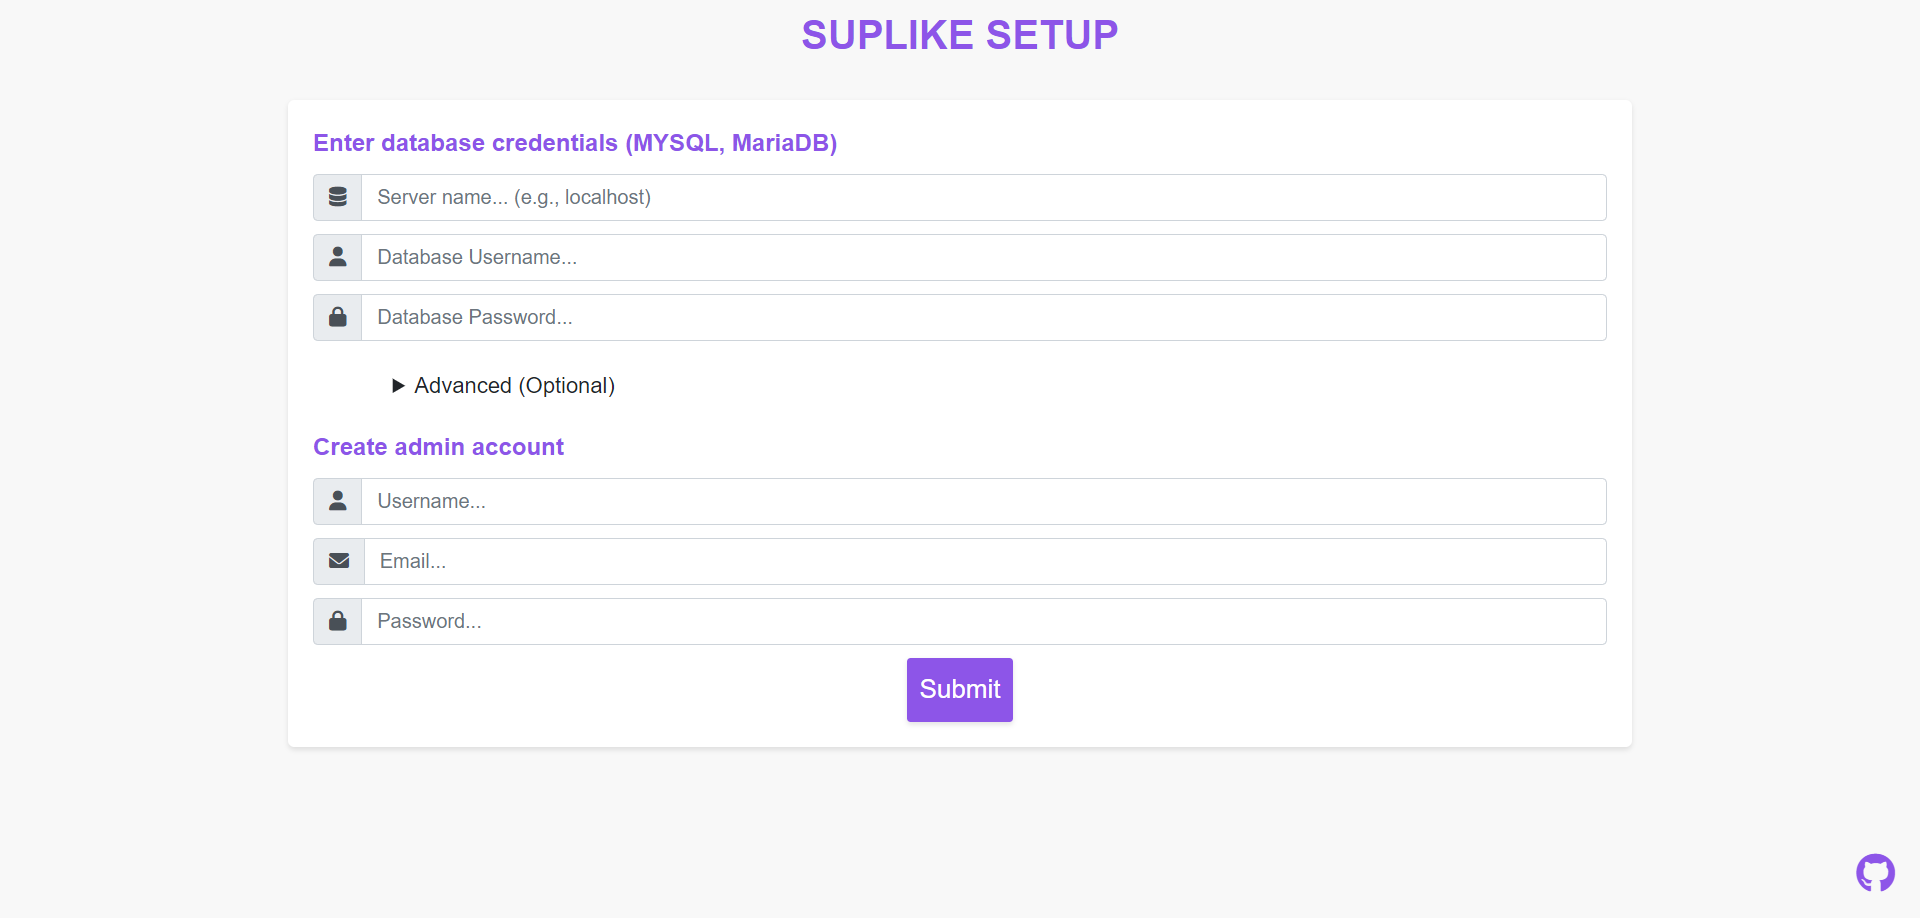 SUPLIKE SETUP
Enter database credentials (MYSQL, MariaDB)
Server name... (e.g., localhost)
Database Username...
Database Password...
Advanced (Optional)
Create admin account
Username...
Email...
Password...
Submit